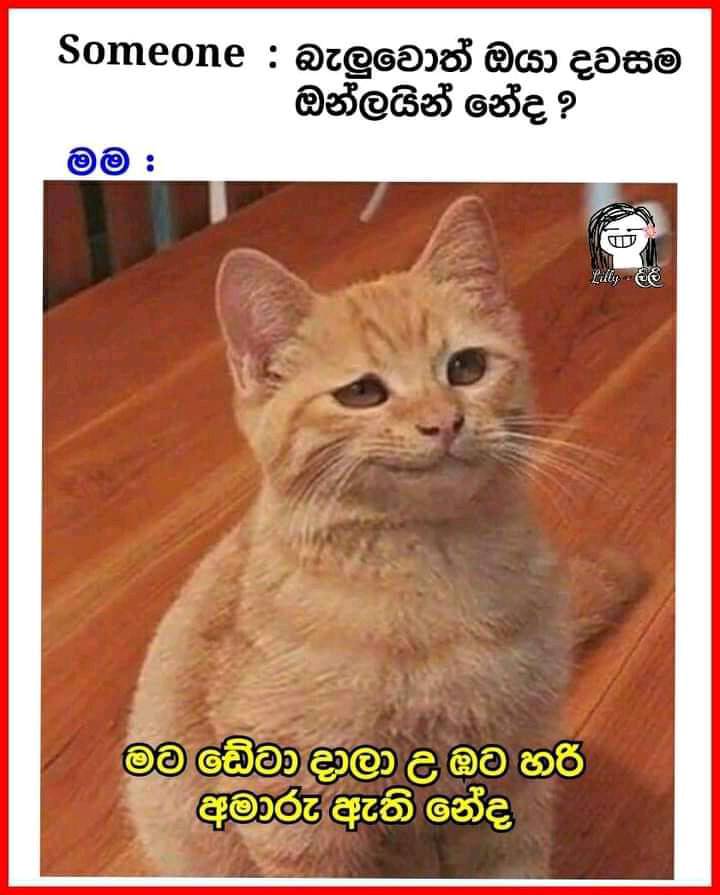 Someone : බැලුවොත් ඔයා දවසම
ඔන්ලයින් නේද ?
මම :
Lilly - ලිලි
මට ඩේටා දාලා උ ඹට හරි
අමාරු ඇති නේද